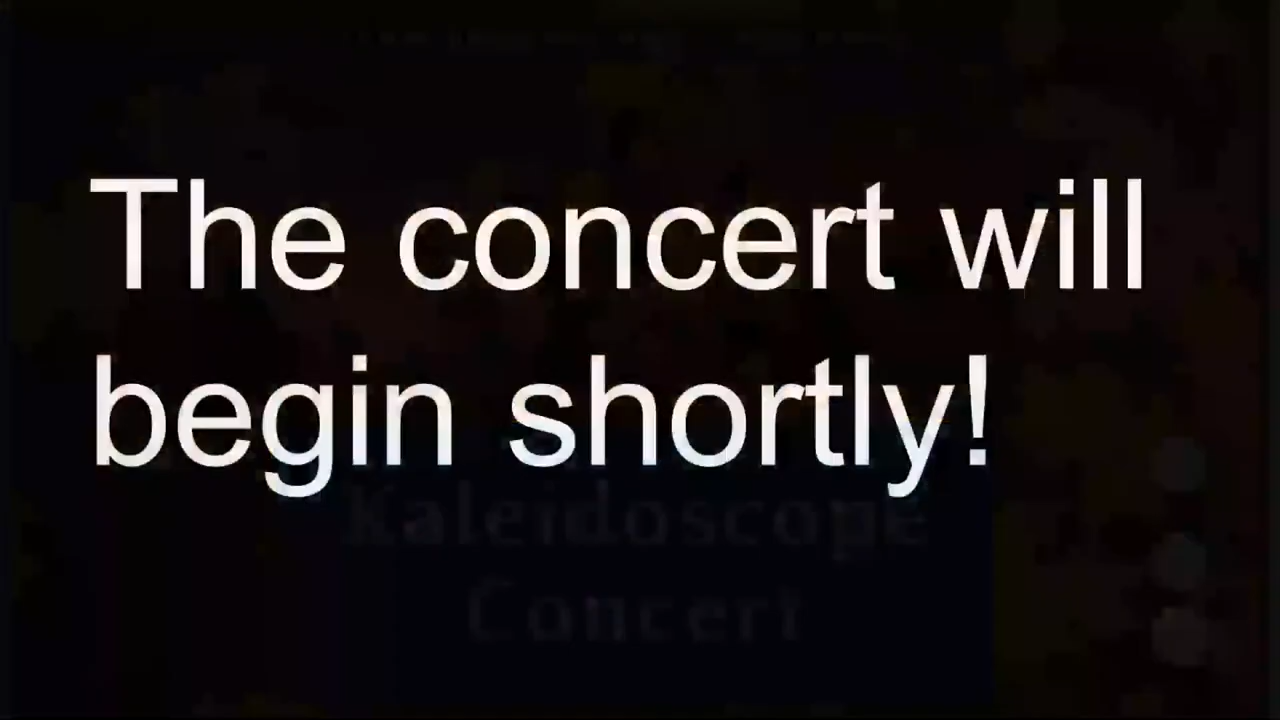 The concert will
begin shortly!
Kaleidoscope
Concert